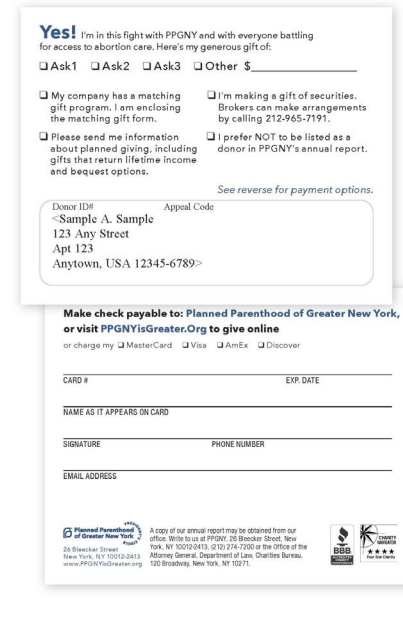 Yes! I'm in this fight with PPGNY and with everyone battling
for access to abortion care. Here's my generous gift of:
❑ Ask1 ❑ Ask2 ❑ Ask3 ❑ Other $
❑ My company has a matching
gift program. I am enclosing
the matching gift form.
❑ Please send me information
about planned giving, including
gifts that return lifetime income
and bequest options.
❑ I'm making a gift of securities.
Brokers can make arrangements
by calling 212-965-7191.
❑ I prefer NOT to be listed as a
donor in PPGNY's annual report.
See reverse for payment options.
Donor ID# Appeal Code
<Sample A. Sample
123 Any Street
Apt 123
Anytown, USA 12345-6789>
Make check payable to: Planned Parenthood of Greater New York,
or visit PPGNYisGreater.Org to give online
or charge my ❑ MasterCard ❑ Visa ❑ AmEx ❑ Discover
CARD # EXP. DATE
NAME AS IT APPEARS ON CARD
SIGNATURE PHONE NUMBER
EMAIL ADDRESS
Planned Parenthood
of Greater New York
26 Bleecker Street
New York, NY 10012-2413
www.PPGNYisGreater.org
A copy of our annual report may be obtained from our
office. Write to us at PPGNY, 26 Bleecker Street, New
York, NY 10012-2413, (212) 274-7200 or the Office of the
Attorney General, Department of Law, Charities Bureau,
120 Broadway, New York, NY 10271.
BBB
CHARITY
NAVIGATOR
★★★★
Four Star Charity